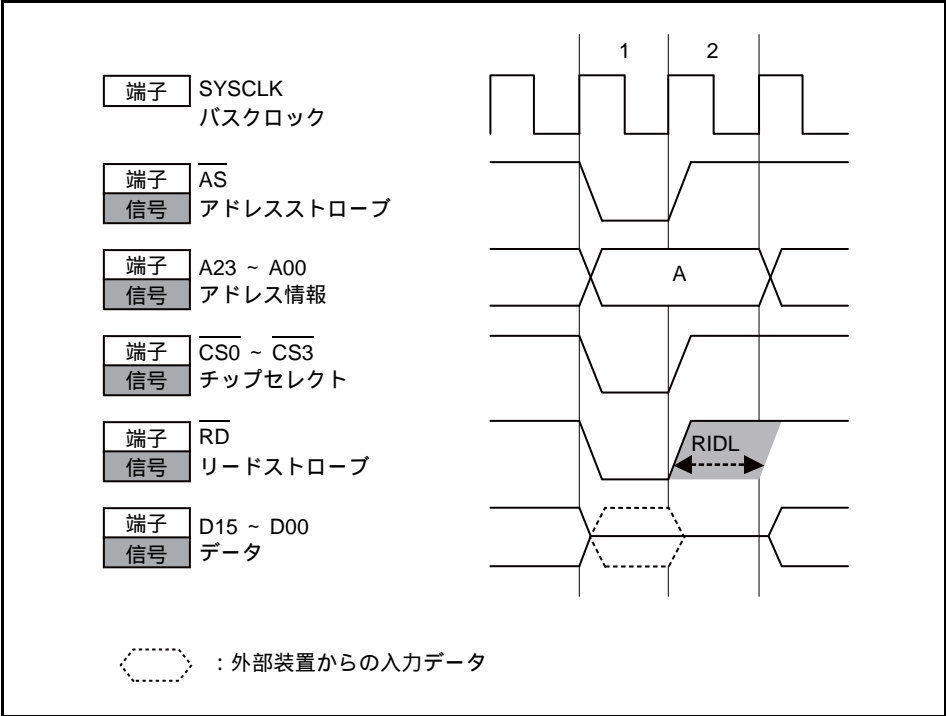 1 2
端子 SYSCLK
バスクロック
端子 AS
信号 アドレスストローブ
端子 A23 ~ A00
信号 アドレス情報
A
端子 CS0 ~ CS3
信号 チップセレクト
端子 RD
信号 リードストローブ
RIDL
端子 D15 ~ D00
信号 データ
:外部装置からの入力データ